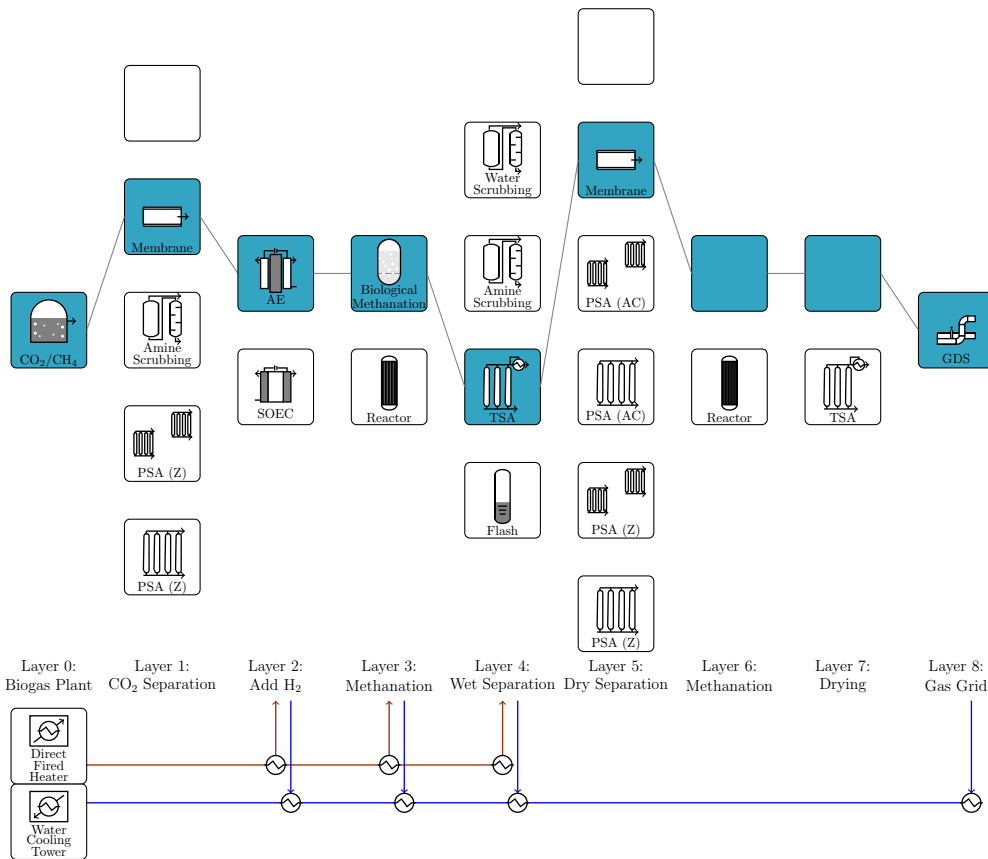 Water
Scrubbing
Membrane
Membrane
AE
Biological
Methanation
Amine
Scrubbing
PSA (AC)
CO₂/CH₄
Amine
Scrubbing
SOEC
Reactor
TSA
PSA (AC)
Reactor
TSA
GDS
PSA (Z)
Flash
PSA (Z)
PSA (Z)
PSA (Z)
Layer 0:
Biogas Plant
Layer 1:
CO₂ Separation
Layer 2:
Add H₂
Layer 3:
Methanation
Layer 4:
Wet Separation
Layer 5:
Dry Separation
Layer 6:
Methanation
Layer 7:
Drying
Layer 8:
Gas Grid
Direct
Fired
Heater
Water
Cooling
Tower